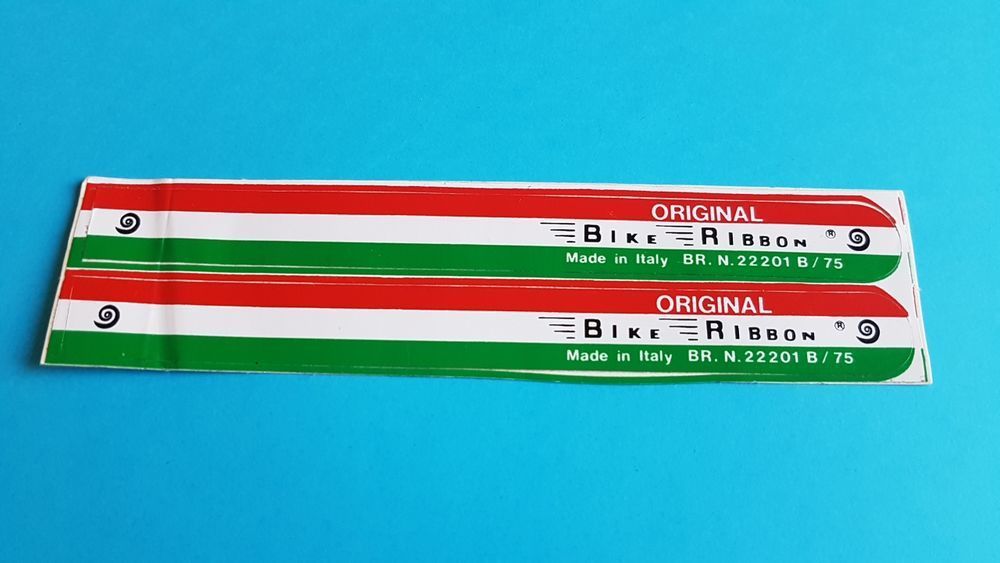 ORIGINAL
BIKE RIBBON ®
Made in Italy BR. N. 22201 B / 75
ORIGINAL
BIKE RIBBON ®
Made in Italy BR. N. 22201 B / 75